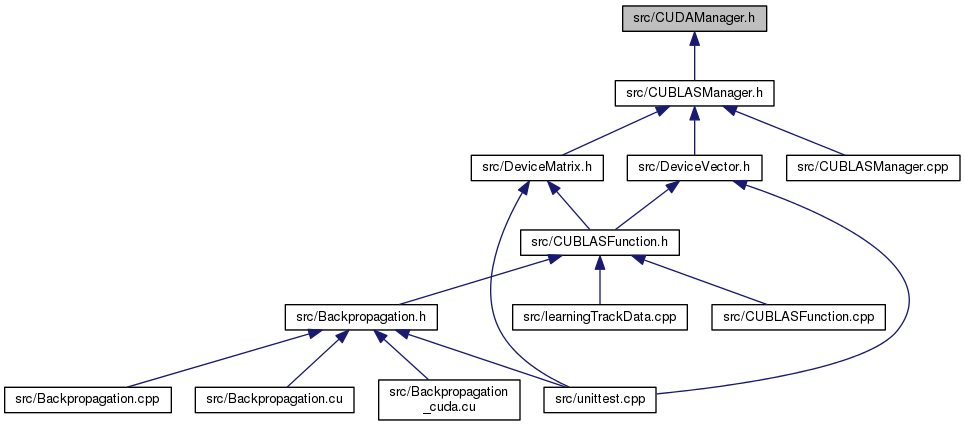 src/CUDAManager.h
src/CUBLASManager.h
src/DeviceMatrix.h
src/DeviceVector.h
src/CUBLASManager.cpp
src/CUBLASFunction.h
src/Backpropagation.h
src/learningTrackData.cpp
src/CUBLASFunction.cpp
src/Backpropagation.cpp
src/Backpropagation.cu
src/Backpropagation
_cuda.cu
src/unittest.cpp